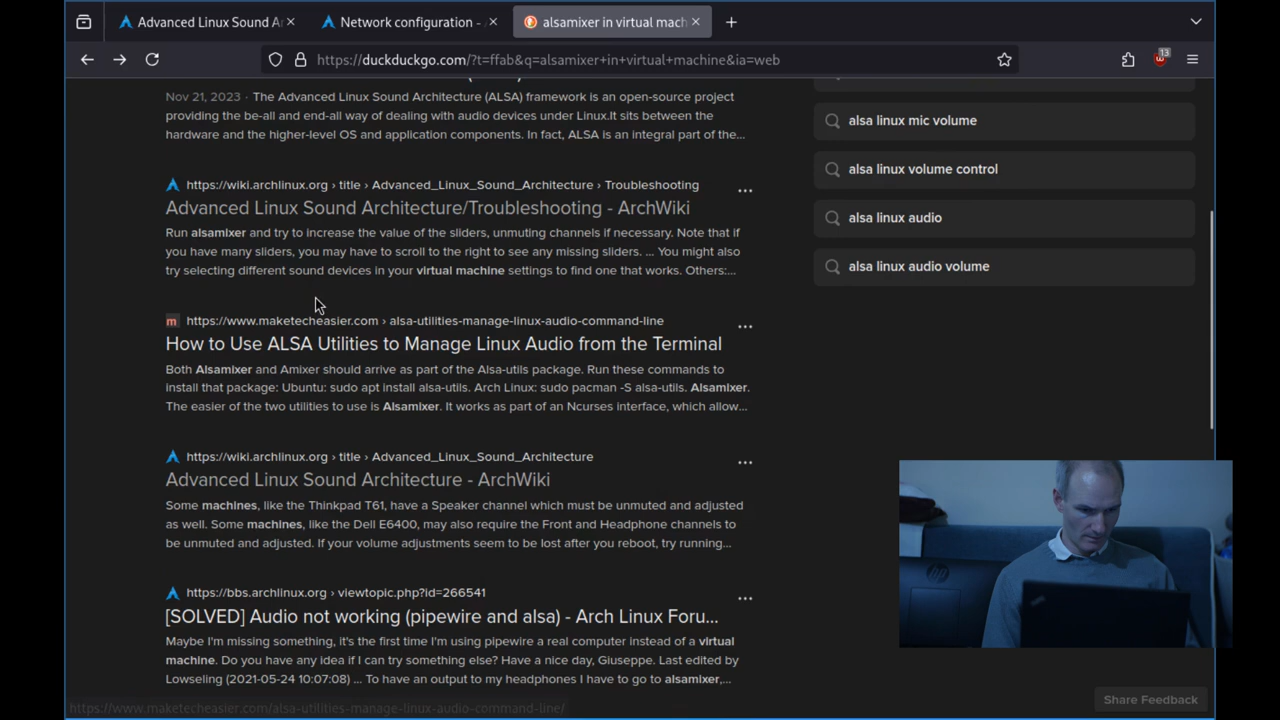 Advanced Linux Sound Ar
Network configuration -
alsamixer in virtual mach
https://duckduckgo.com/?t=ffab&q=alsamixer+in+virtual+machine&ia=web
13
Nov 21, 2023 · The Advanced Linux Sound Architecture (ALSA) framework is an open-source project
providing the be-all and end-all way of dealing with audio devices under Linux.It sits between the
hardware and the higher-level OS and application components. In fact, ALSA is an integral part of the...
https://wiki.archlinux.org › title › Advanced_Linux_Sound_Architecture › Troubleshooting
Advanced Linux Sound Architecture/Troubleshooting - ArchWiki
Run alsamixer and try to increase the value of the sliders, unmuting channels if necessary. Note that if
you have many sliders, you may have to scroll to the right to see any missing sliders. ... You might also
try selecting different sound devices in your virtual machine settings to find one that works. Others:...
m https://www.maketecheasier.com › alsa-utilities-manage-linux-audio-command-line
How to Use ALSA Utilities to Manage Linux Audio from the Terminal
Both Alsamixer and Amixer should arrive as part of the Alsa-utils package. Run these commands to
install that package: Ubuntu: sudo apt install alsa-utils. Arch Linux: sudo pacman -S alsa-utils. Alsamixer.
The easier of the two utilities to use is Alsamixer. It works as part of an Ncurses interface, which allow...
https://wiki.archlinux.org › title › Advanced_Linux_Sound_Architecture
Advanced Linux Sound Architecture - ArchWiki
Some machines, like the Thinkpad T61, have a Speaker channel which must be unmuted and adjusted
as well. Some machines, like the Dell E6400, may also require the Front and Headphone channels to
be unmuted and adjusted. If your volume adjustments seem to be lost after you reboot, try running...
https://bbs.archlinux.org › viewtopic.php?id=266541
[SOLVED] Audio not working (pipewire and alsa) - Arch Linux Foru...
Maybe I'm missing something, it's the first time I'm using pipewire a real computer instead of a virtual
machine. Do you have any idea if I can try something else? Have a nice day, Giuseppe. Last edited by
Lowseling (2021-05-24 10:07:08) ... To have an output to my headphones I have to go to alsamixer,...
https://www.maketecheasier.com/alsa-utilities-manage-linux-audio-command-line/
alsa linux mic volume
alsa linux volume control
alsa linux audio
alsa linux audio volume
Share Feedback